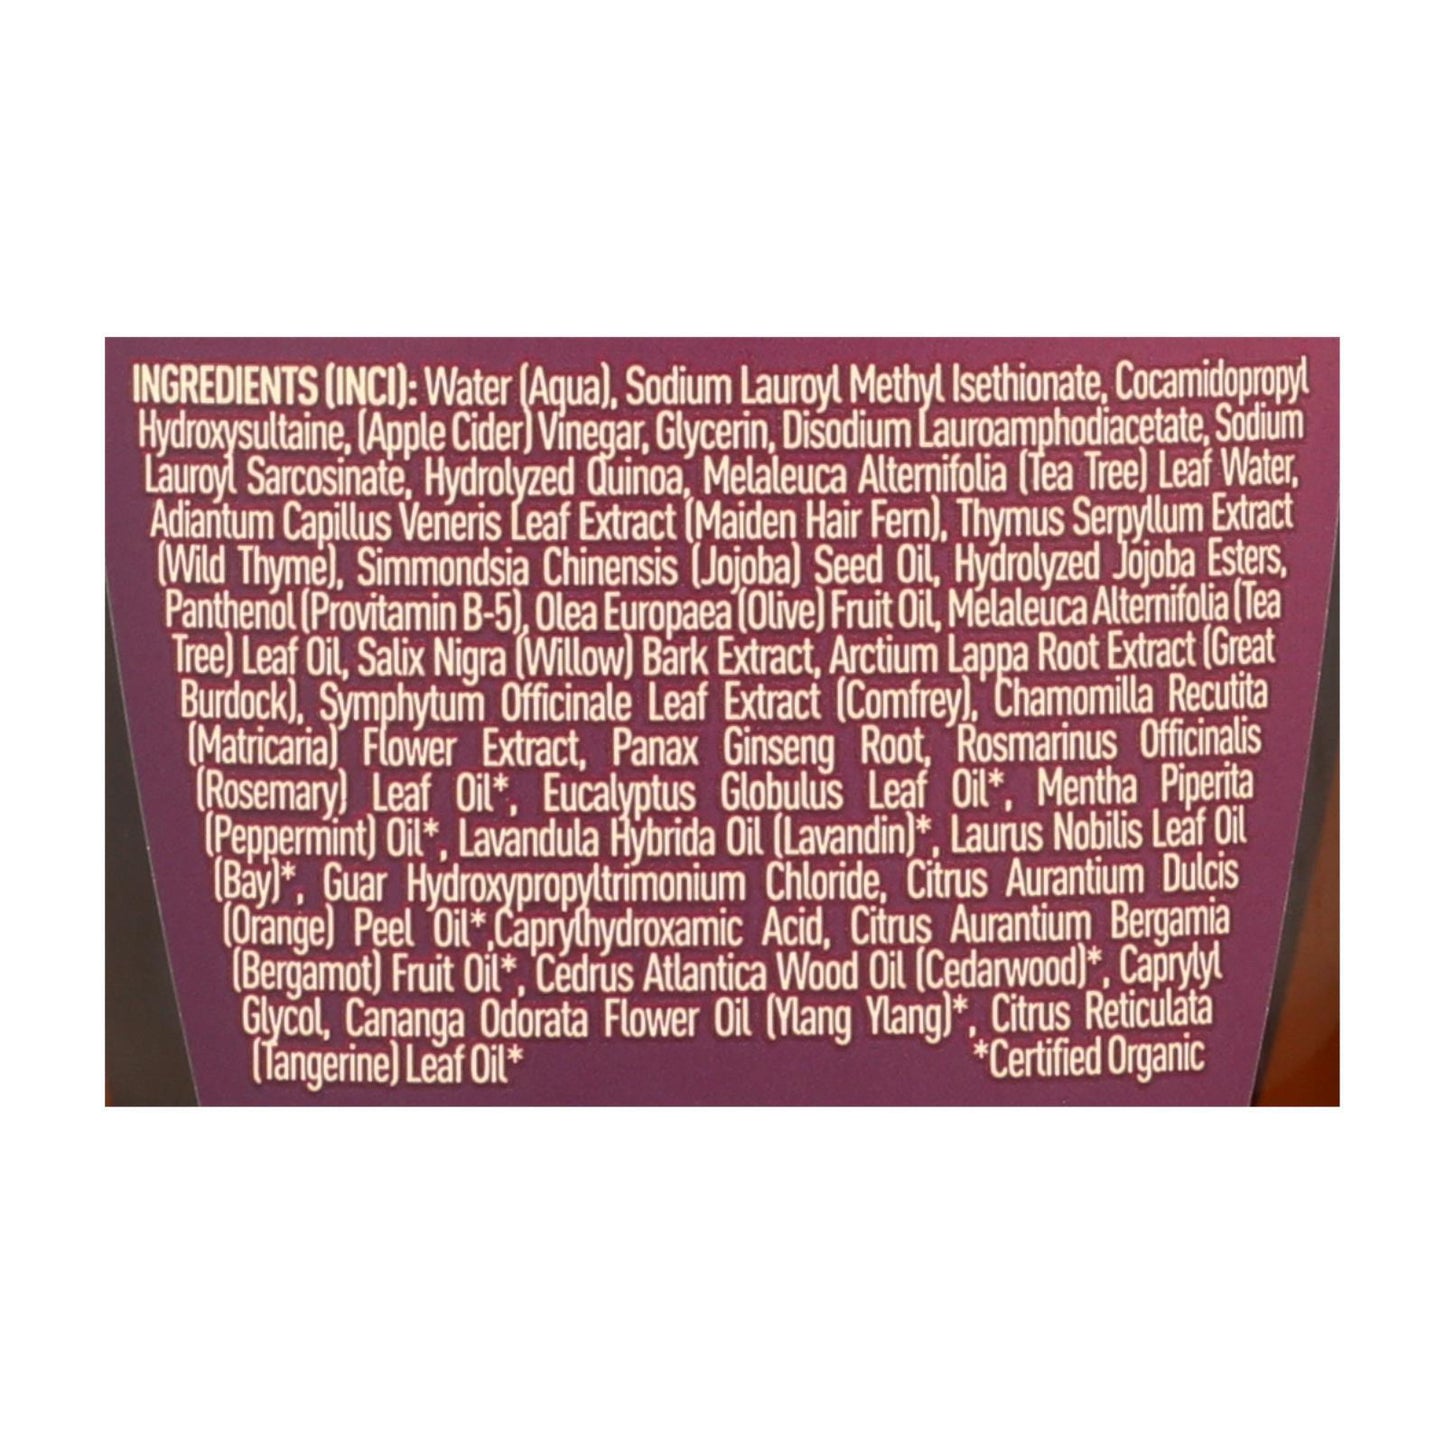 INGREDIENTS (INCI): Water (Aqua), Sodium Lauroyl Methyl Isethionate, Cocamidopropyl
Hydroxysultaine, (Apple Cider) Vinegar, Glycerin, Disodium Lauroamphodiacetate, Sodium
Lauroyl Sarcosinate, Hydrolyzed Quinoa, Melaleuca Alternifolia (Tea Tree) Leaf Water,
Adiantum Capillus Veneris Leaf Extract (Maiden Hair Fern), Thymus Serpyllum Extract
(Wild Thyme), Simmondsia Chinensis (Jojoba) Seed Oil, Hydrolyzed Jojoba Esters,
Panthenol (Provitamin B-5), Olea Europaea (Olive) Fruit Oil, Melaleuca Alternifolia (Tea
Tree) Leaf Oil, Salix Nigra (Willow) Bark Extract, Arctium Lappa Root Extract (Great
Burdock), Symphytum Officinale Leaf Extract (Comfrey), Chamomilla Recutita
(Matricaria) Flower Extract, Panax Ginseng Root, Rosmarinus Officinalis
(Rosemary) Leaf Oil*, Eucalyptus Globulus Leaf Oil*, Mentha Piperita
(Peppermint) Oil*, Lavandula Hybrida Oil (Lavandin)*, Laurus Nobilis Leaf Oil
(Bay)*, Guar Hydroxypropyltrimonium Chloride, Citrus Aurantium Dulcis
(Orange) Peel Oil*,Caprylhydroxamic Acid, Citrus Aurantium Bergamia
(Bergamot) Fruit Oil*, Cedrus Atlantica Wood Oil (Cedarwood)*, Caprylyl
Glycol, Cananga Odorata Flower Oil (Ylang Ylang)*, Citrus Reticulata
(Tangerine) Leaf Oil* *Certified Organic